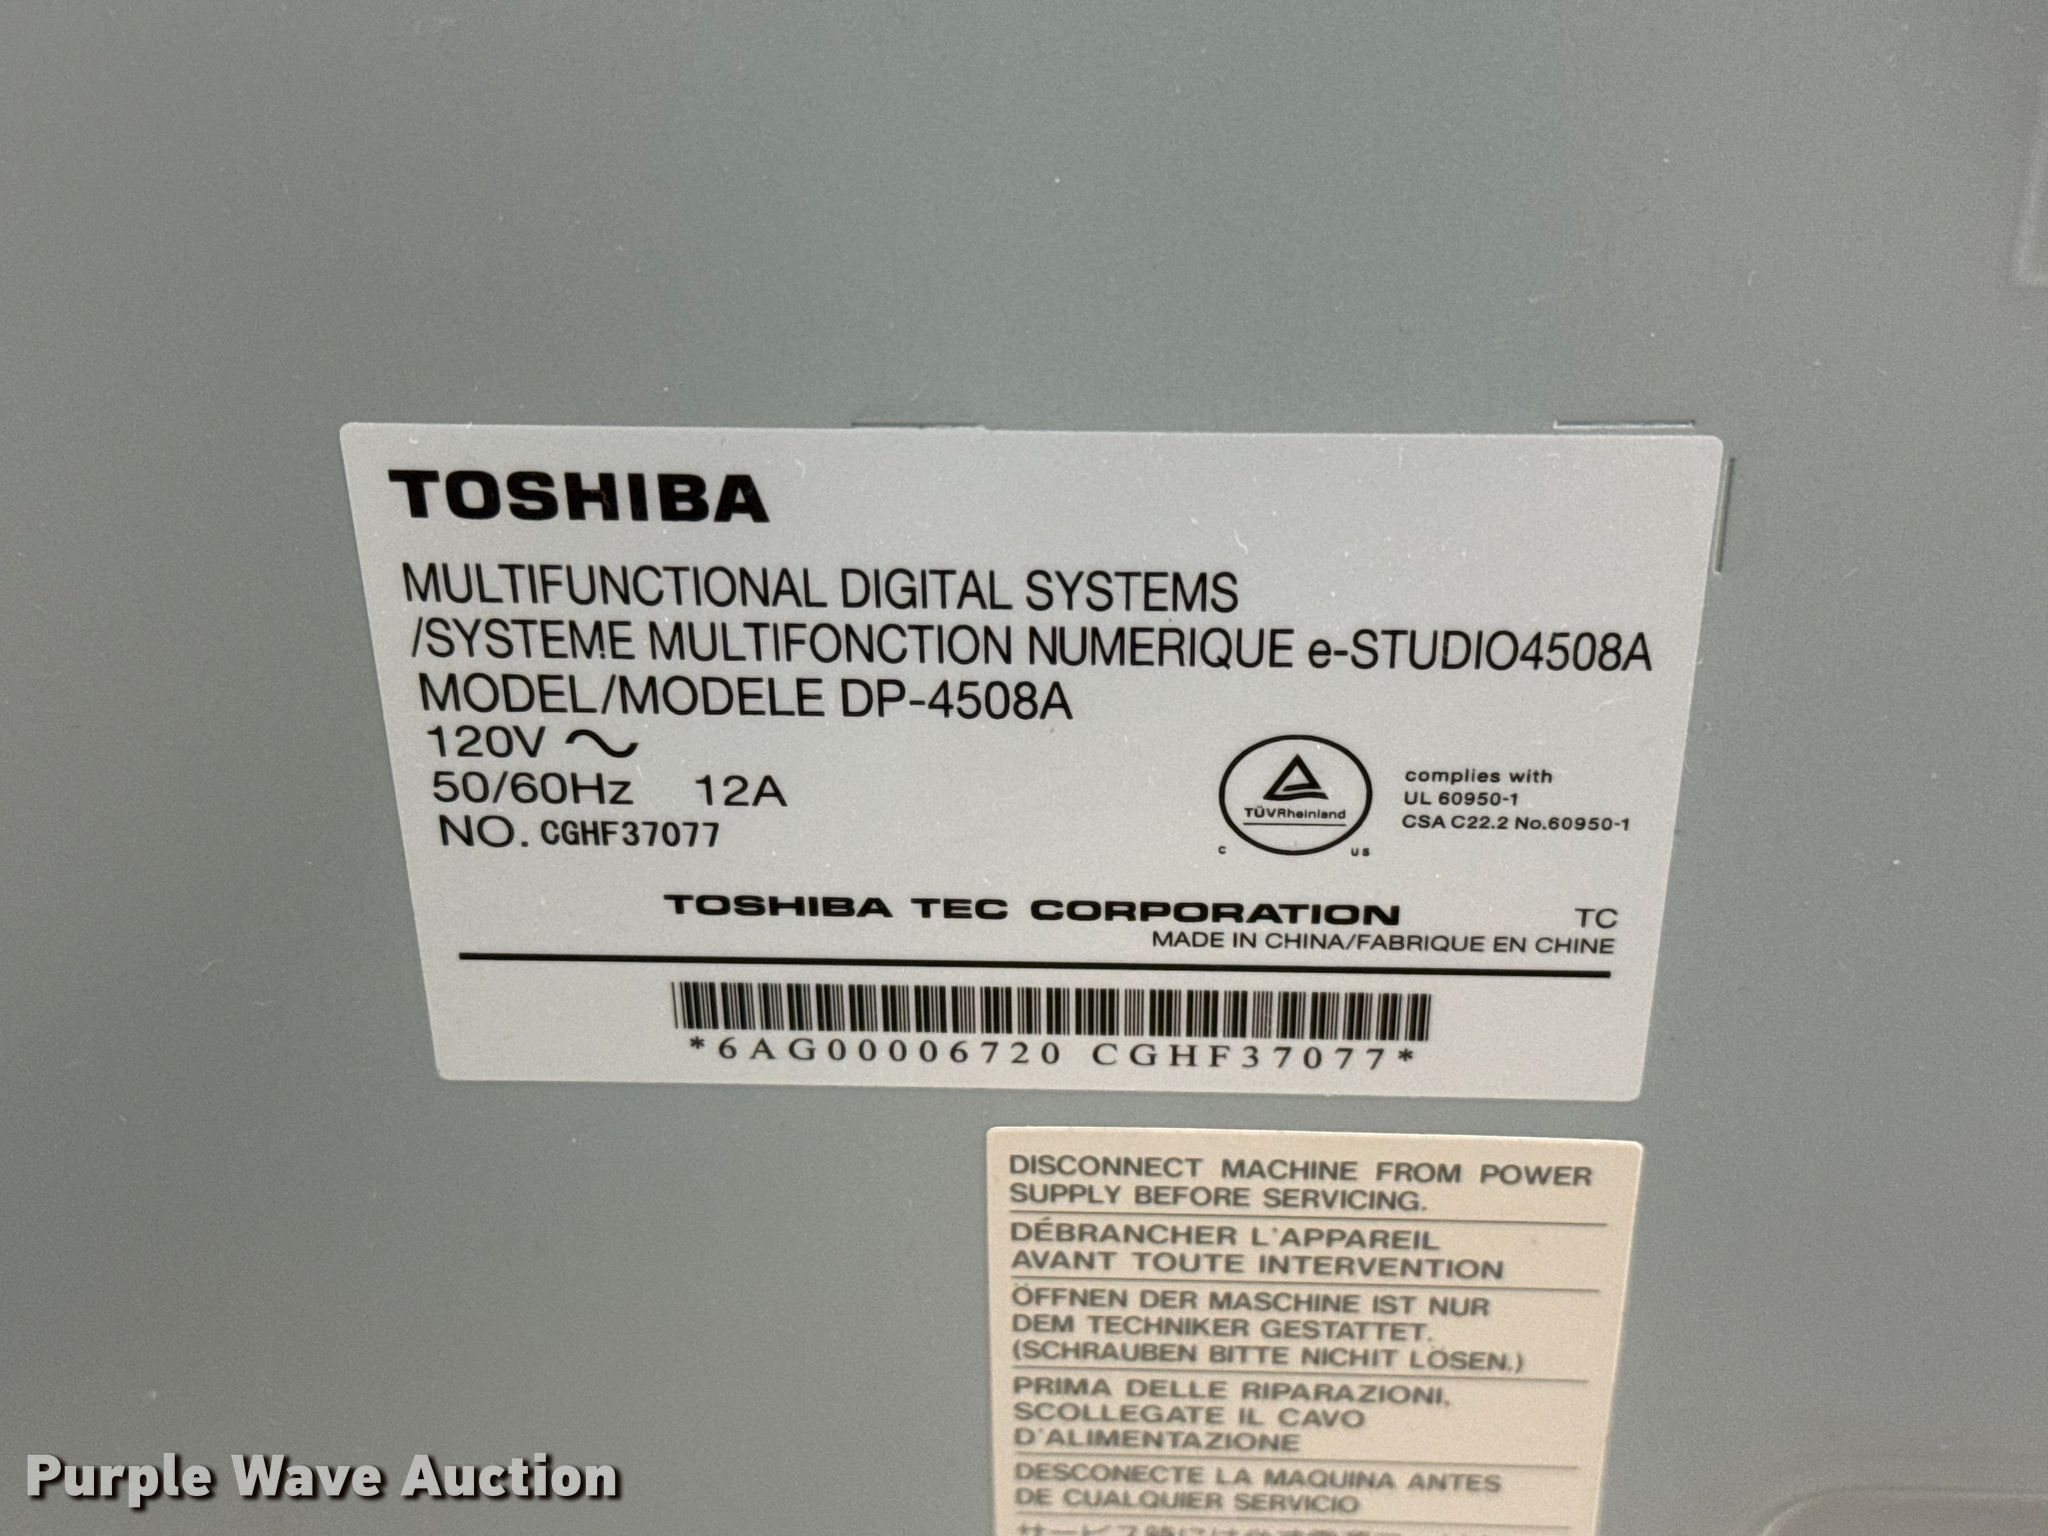 TOSHIBA
MULTIFUNCTIONAL DIGITAL SYSTEMS
/SYSTEME MULTIFONCTION NUMERIQUE e-STUDIO4508A
MODEL/MODELE DP-4508A
120V ~
50/60Hz 12A
NO. CGHF37077
TÜVRheinland
C US
complies with
UL 60950-1
CSA C22.2 No.60950-1
TOSHIBA TEC CORPORATION TC
MADE IN CHINA/FABRIQUE EN CHINE
*6AG00006720 CGHF37077*
DISCONNECT MACHINE FROM POWER
SUPPLY BEFORE SERVICING.
DÉBRANCHER L'APPAREIL
AVANT TOUTE INTERVENTION
ÖFFNEN DER MASCHINE IST NUR
DEM TECHNIKER GESTATTET.
(SCHRAUBEN BITTE NICHIT LÖSEN.)
PRIMA DELLE RIPARAZIONI,
SCOLLEGATE IL CAVO
D'ALIMENTAZIONE
DESCONECTE LA MAQUINA ANTES
DE CUALQUIER SERVICIO
Purple Wave Auction